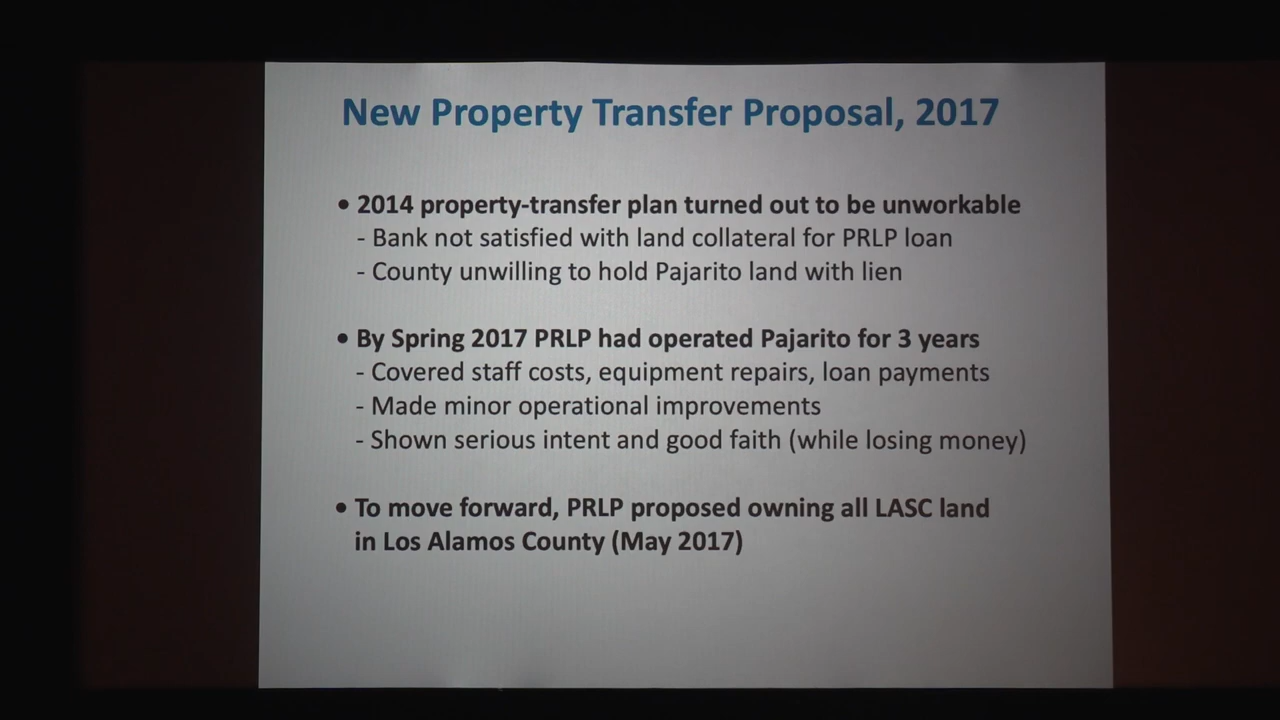 New Property Transfer Proposal, 2017
• 2014 property-transfer plan turned out to be unworkable
- Bank not satisfied with land collateral for PRLP loan
- County unwilling to hold Pajarito land with lien
• By Spring 2017 PRLP had operated Pajarito for 3 years
- Covered staff costs, equipment repairs, loan payments
- Made minor operational improvements
- Shown serious intent and good faith (while losing money)
• To move forward, PRLP proposed owning all LASC land
in Los Alamos County (May 2017)